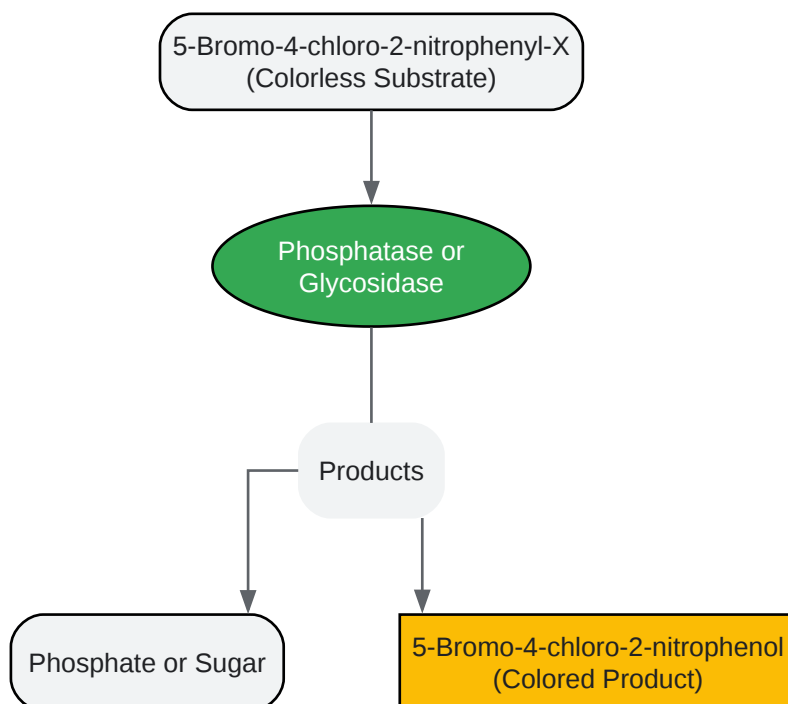 5-Bromo-4-chloro-2-nitrophenyl-X
(Colorless Substrate)
Phosphatase or
Glycosidase
Products
Phosphate or Sugar
5-Bromo-4-chloro-2-nitrophenol
(Colored Product)